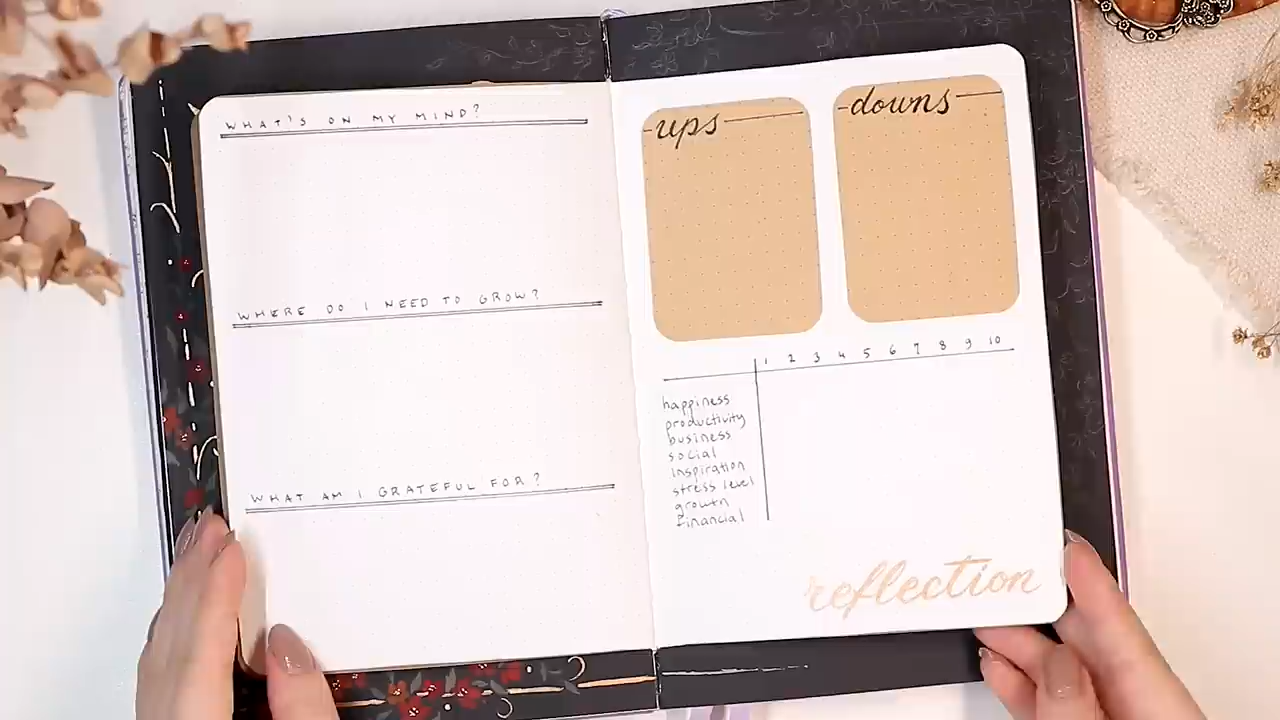 WHAT'S ON MY MIND?
WHERE DO I NEED TO GROW?
WHAT AM I GRATEFUL FOR?
ups
downs
1 2 3 4 5 6 7 8 9 10
happiness
productivity
business
social
inspiration
stress level
growth
financial
reflection